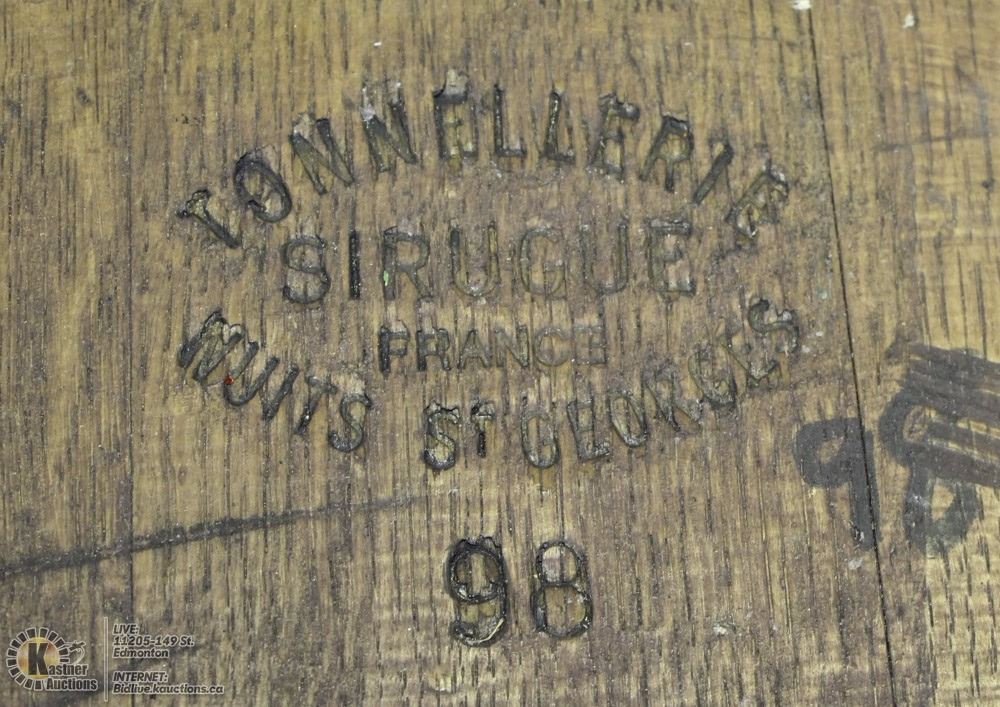 TONNELLERIE
SIRUGUE
FRANCE
NUITS ST GEORGES
98
98
Kastner
Auctions
LIVE:
11205-149 St.
Edmonton
INTERNET:
Bidlive.kauctions.ca